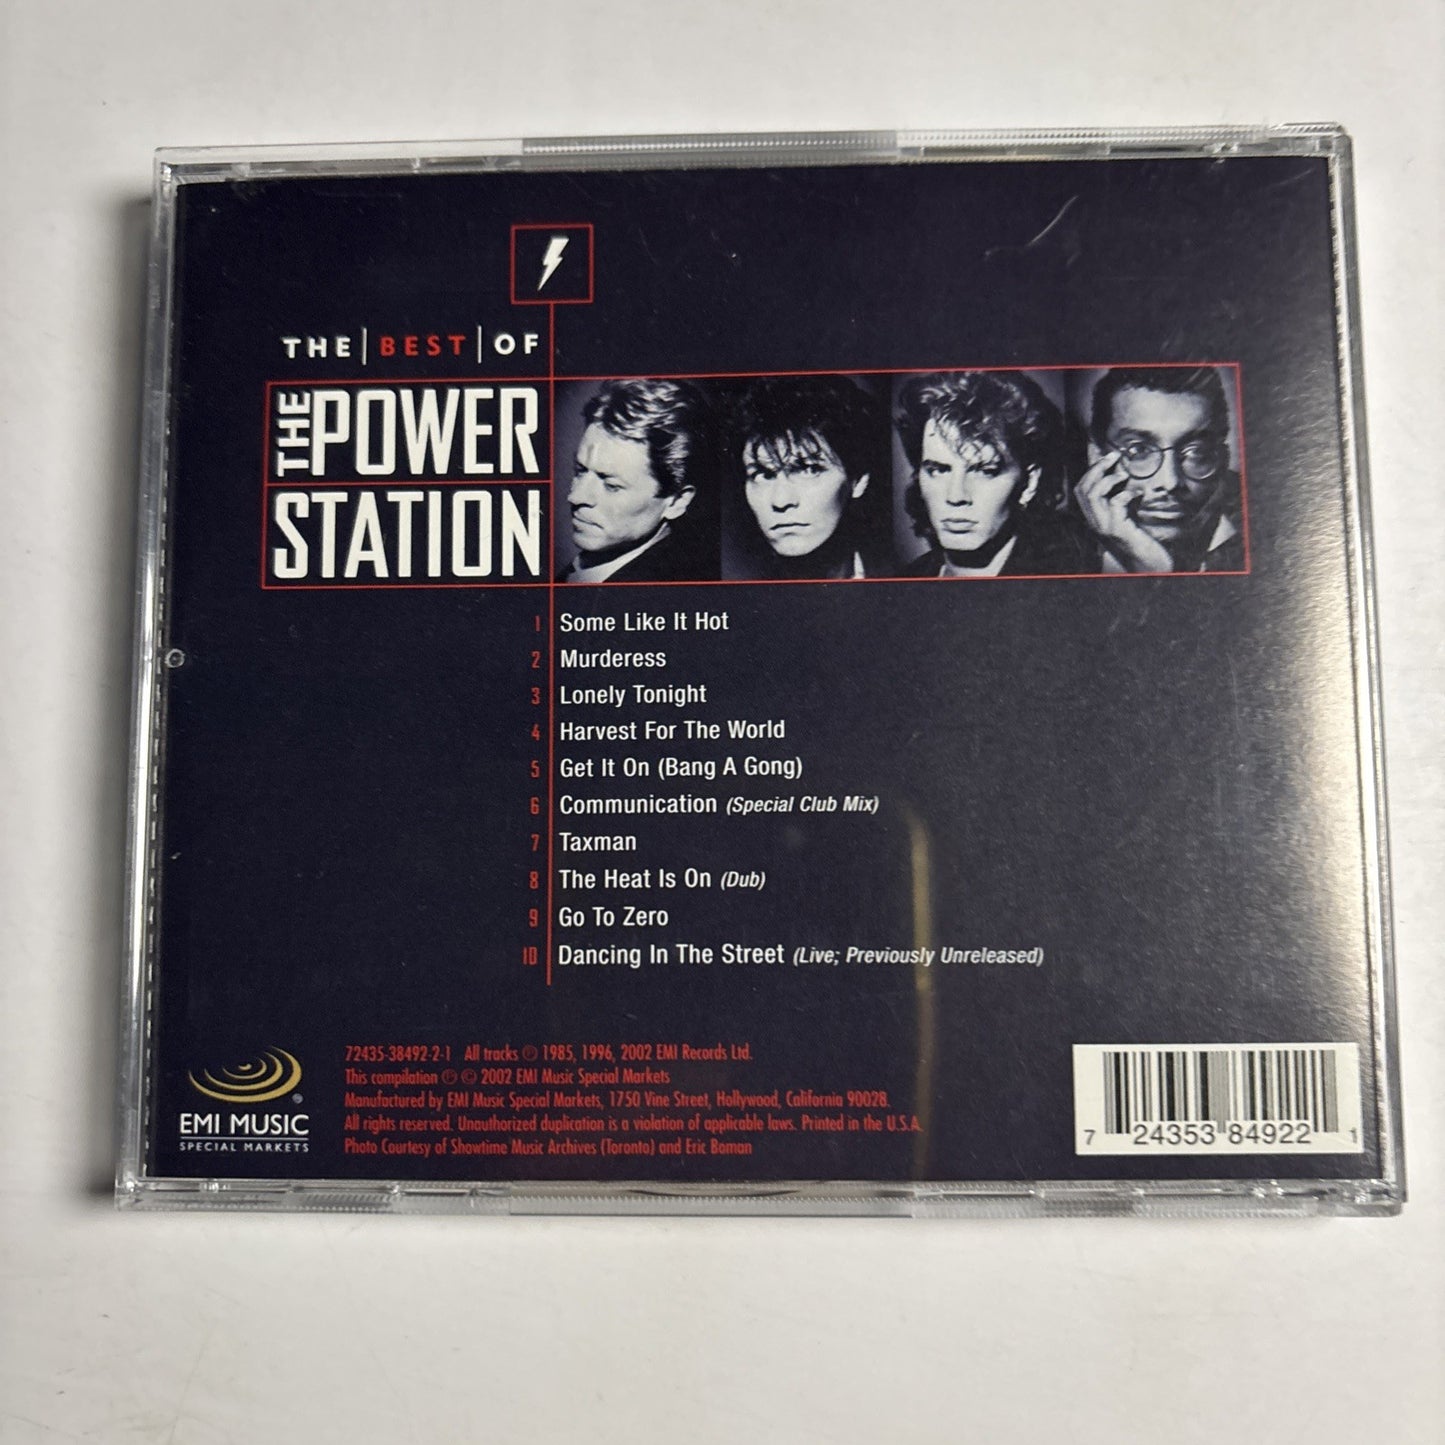 THE | BEST | OF
THE POWER
STATION
1 Some Like It Hot
2 Murderess
3 Lonely Tonight
4 Harvest For The World
5 Get It On (Bang A Gong)
6 Communication (Special Club Mix)
7 Taxman
8 The Heat Is On (Dub)
9 Go To Zero
10 Dancing In The Street (Live; Previously Unreleased)
72435-38492-2-1 All tracks ℗ 1985, 1996, 2002 EMI Records Ltd.
This compilation ℗ © 2002 EMI Music Special Markets
Manufactured by EMI Music Special Markets, 1750 Vine Street, Hollywood, California 90028.
All rights reserved. Unauthorized duplication is a violation of applicable laws. Printed in the U.S.A.
Photo Courtesy of Showtime Music Archives (Toronto) and Eric Boman
®
EMI MUSIC
SPECIAL MARKETS
7 24353 84922 1